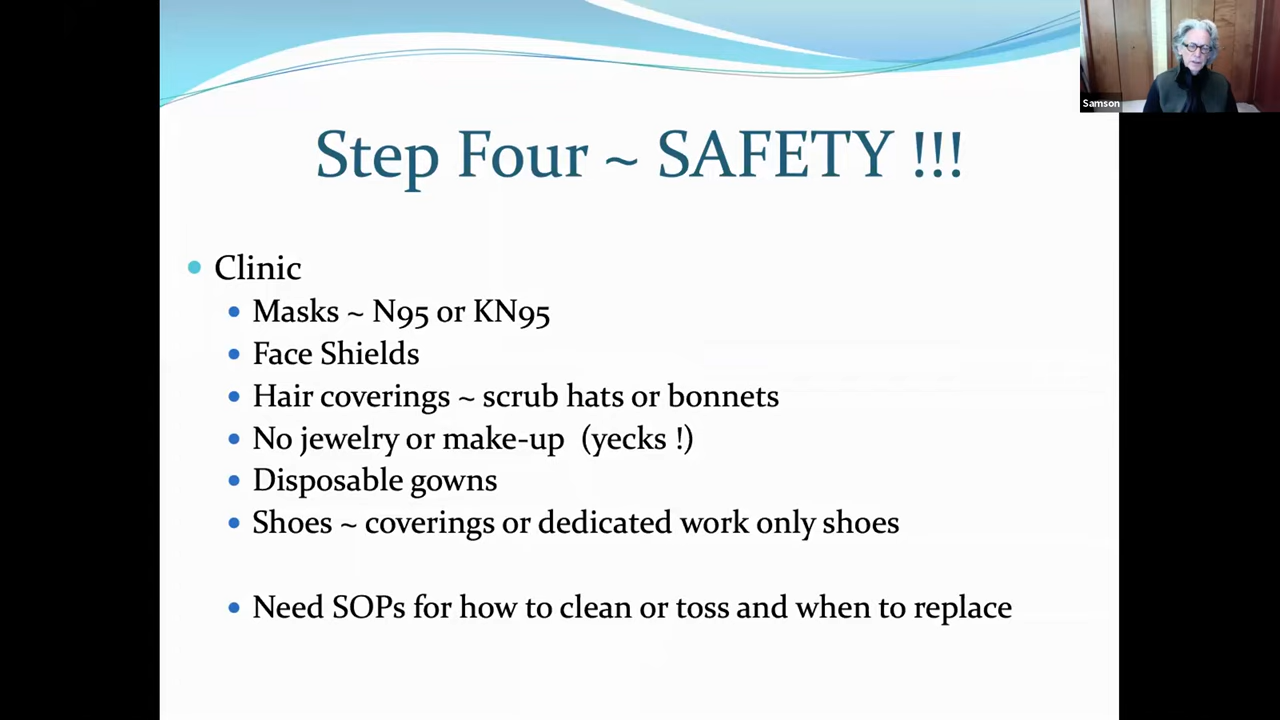 Samson
Step Four ~ SAFETY !!!
Clinic
Masks ~ N95 or KN95
Face Shields
Hair coverings ~ scrub hats or bonnets
No jewelry or make-up (yecks !)
Disposable gowns
Shoes ~ coverings or dedicated work only shoes
Need SOPs for how to clean or toss and when to replace